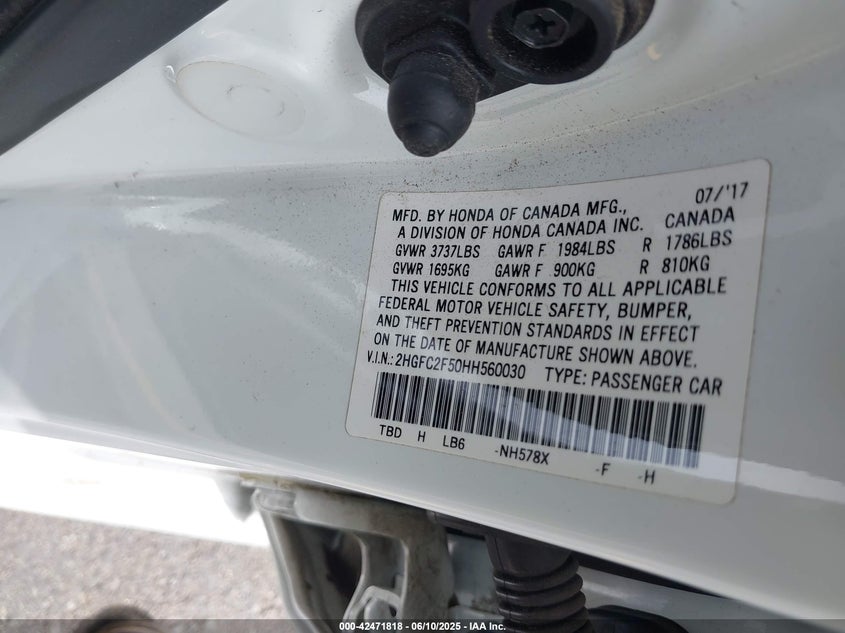 07/'17
MFD. BY HONDA OF CANADA MFG.,
A DIVISION OF HONDA CANADA INC. CANADA
GVWR 3737LBS GAWR F 1984LBS R 1786LBS
GVWR 1695KG GAWR F 900KG R 810KG
THIS VEHICLE CONFORMS TO ALL APPLICABLE
FEDERAL MOTOR VEHICLE SAFETY, BUMPER,
AND THEFT PREVENTION STANDARDS IN EFFECT
ON THE DATE OF MANUFACTURE SHOWN ABOVE.
V.I.N.: 2HGFC2F50HH560030 TYPE: PASSENGER CAR
TBD H LB6 -NH578X -F -H
000-42471818 - 06/10/2025 - IAA Inc.